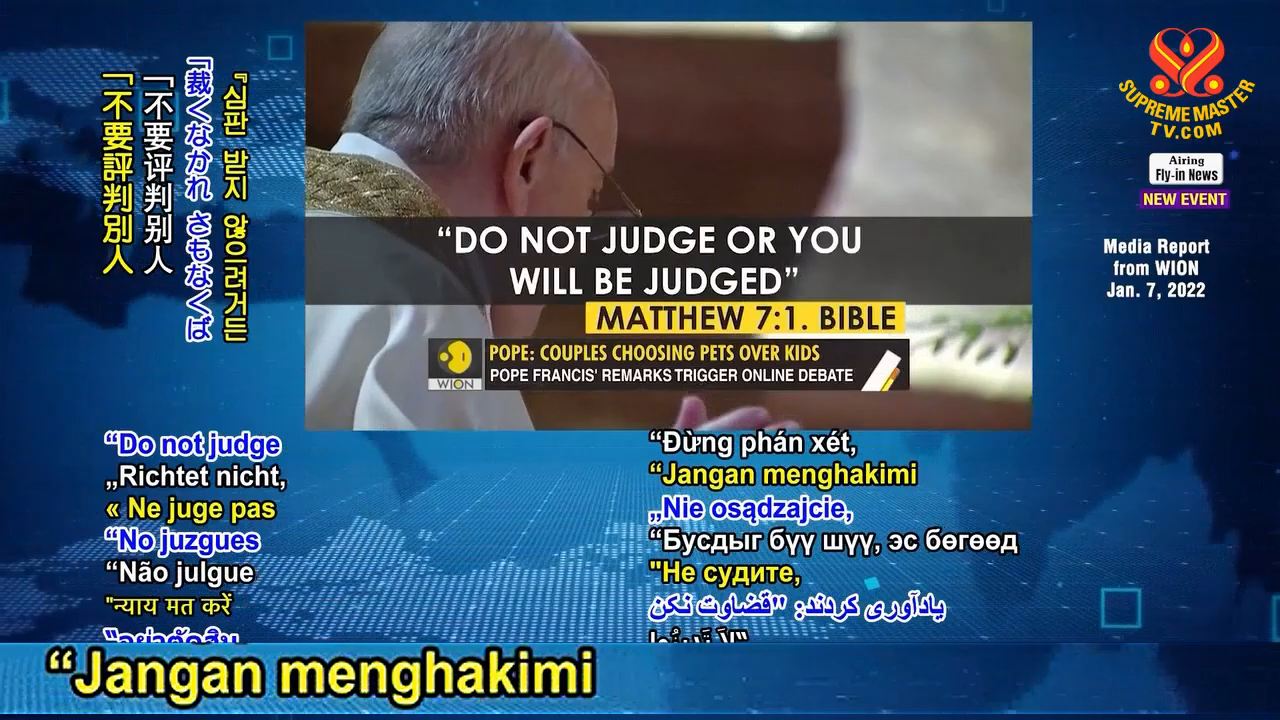 『심판 받지 않으려거든
「裁くなかれ さもなくば
「不要评判别人
「不要評判別人
“DO NOT JUDGE OR YOU
WILL BE JUDGED”
MATTHEW 7:1. BIBLE
WION
POPE: COUPLES CHOOSING PETS OVER KIDS
POPE FRANCIS' REMARKS TRIGGER ONLINE DEBATE
SUPREME MASTER
TV.COM
Airing
Fly-in News
NEW EVENT
Media Report
from WION
Jan. 7, 2022
“Do not judge
„Richtet nicht,
« Ne juge pas
“No juzgues
“Não julgue
"न्याय मत करें
“Đừng phán xét,
“Jangan menghakimi
„Nie osądzajcie,
“Бусдыг бүү шүү, эс бөгөөд
"Не судите,
یادآوری کردند: "قضاوت نکن
“Jangan menghakimi